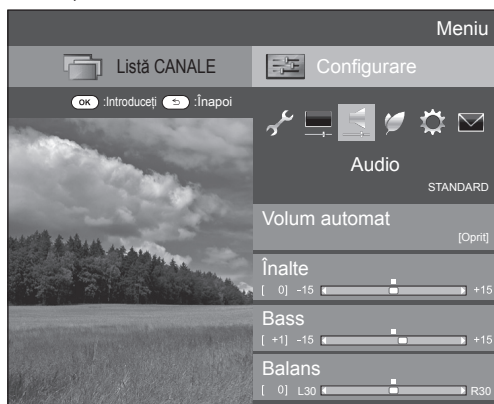 Meniu
Listă CANALE
Configurare
OK :Introduceți :Înapoi
Audio
STANDARD
Volum automat
[Oprit]
Înalte
[ 0] -15 +15
Bass
[ +1] -15 +15
Balans
[ 0] L30 R30